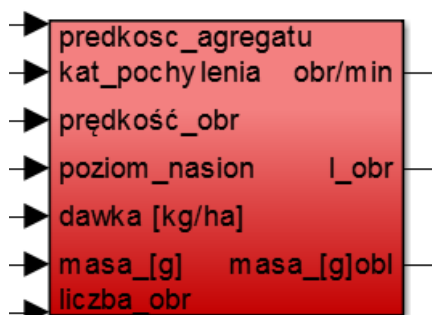 predkosc_agregatu
kat_pochylenia obr/min
prędkość_obr
poziom_nasion l_obr
dawka [kg/ha]
masa_[g] masa_[g]obl
liczba_obr